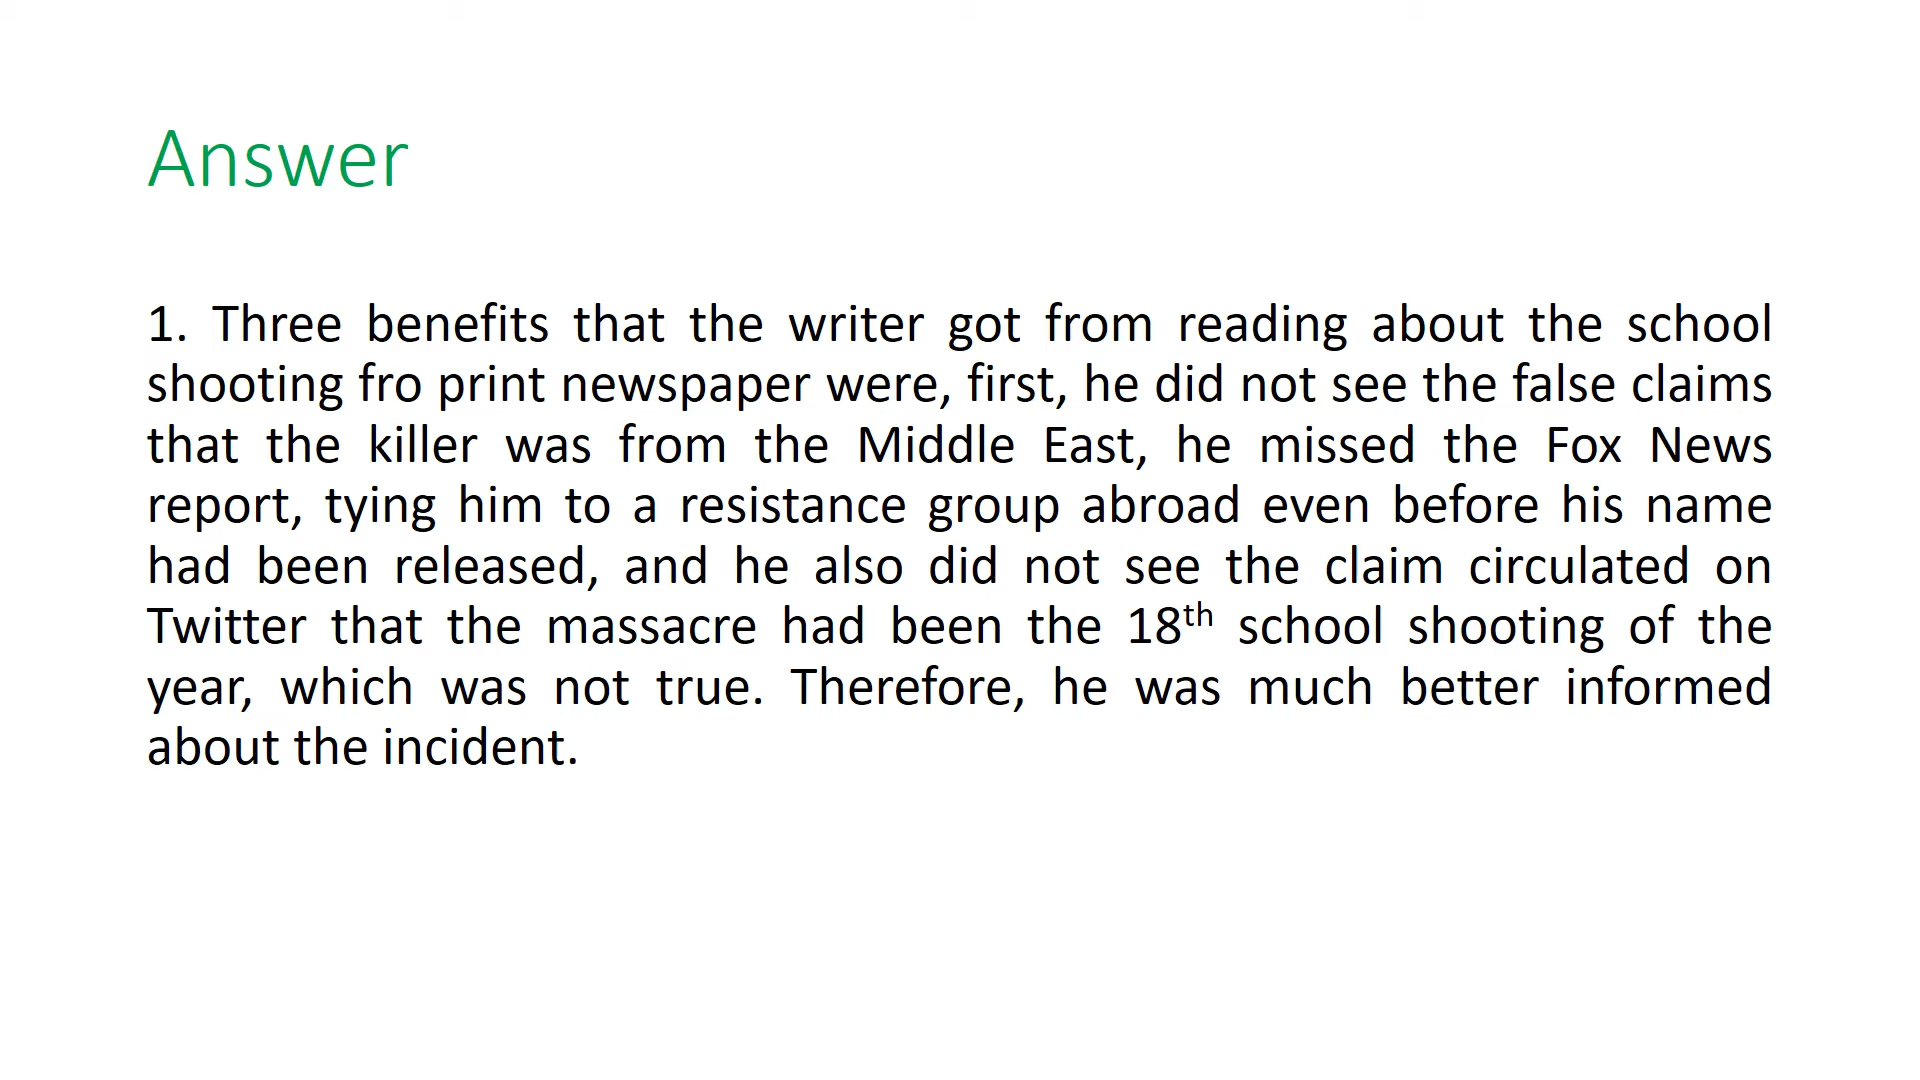 Answer
1. Three benefits that the writer got from reading about the school
shooting fro print newspaper were, first, he did not see the false claims
that the killer was from the Middle East, he missed the Fox News
report, tying him to a resistance group abroad even before his name
had been released, and he also did not see the claim circulated on
Twitter that the massacre had been the 18th school shooting of the
year, which was not true. Therefore, he was much better informed
about the incident.